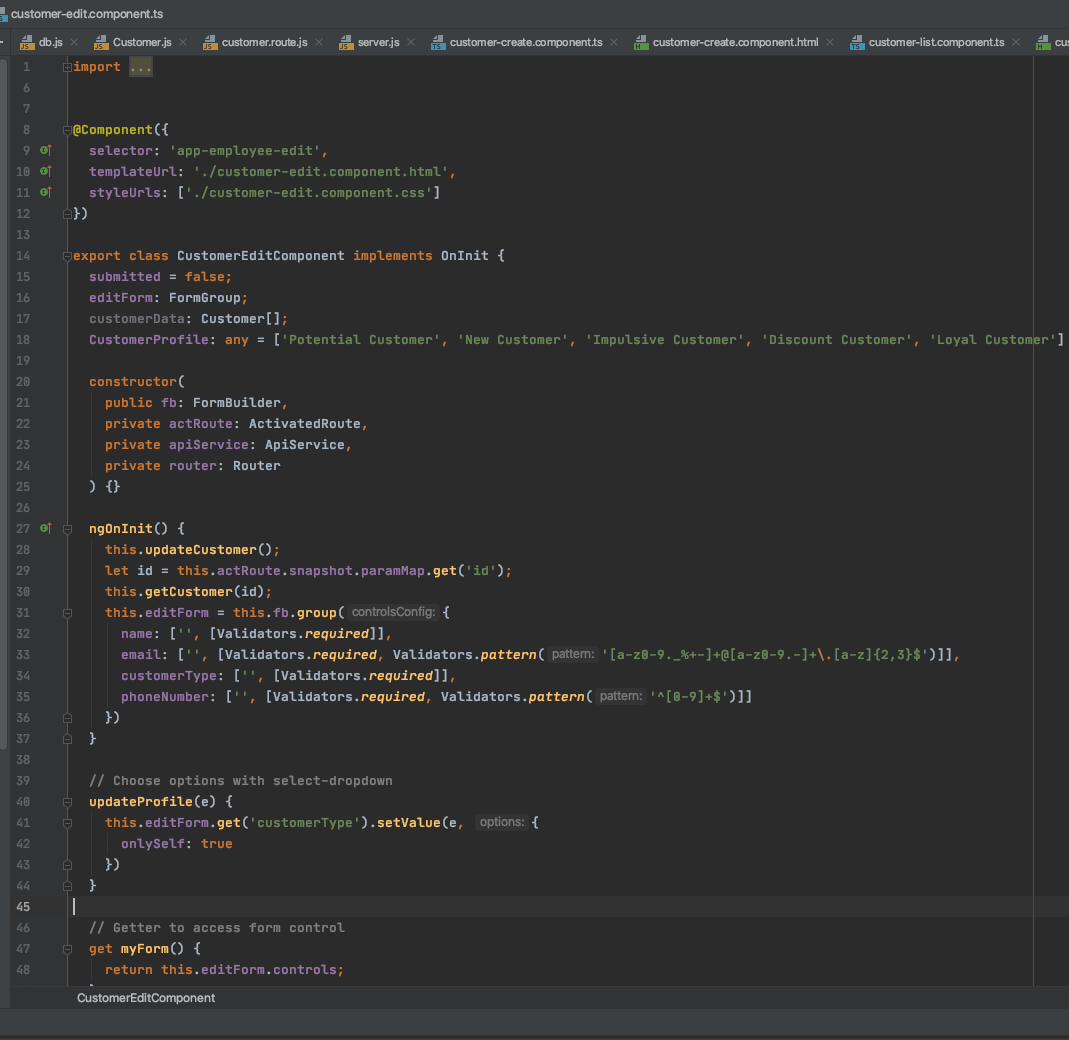 customer-edit.component.ts
db.js Customer.js customer.route.js server.js customer-create.component.ts customer-create.component.html customer-list.component.ts
1 import ...
6
7
8 @Component({
9 selector: 'app-employee-edit',
10 templateUrl: './customer-edit.component.html',
11 styleUrls: ['./customer-edit.component.css']
12 })
13
14 export class CustomerEditComponent implements OnInit {
15 submitted = false;
16 editForm: FormGroup;
17 customerData: Customer[];
18 CustomerProfile: any = ['Potential Customer', 'New Customer', 'Impulsive Customer', 'Discount Customer', 'Loyal Customer']
19
20 constructor(
21 public fb: FormBuilder,
22 private actRoute: ActivatedRoute,
23 private apiService: ApiService,
24 private router: Router
25 ) {}
26
27 ngOnInit() {
28 this.updateCustomer();
29 let id = this.actRoute.snapshot.paramMap.get('id');
30 this.getCustomer(id);
31 this.editForm = this.fb.group( controlsConfig: {
32 name: ['', [Validators.required]],
33 email: ['', [Validators.required, Validators.pattern( pattern: '[a-z0-9._%+-]+@[a-z0-9.-]+\.[a-z]{2,3}$')]],
34 customerType: ['', [Validators.required]],
35 phoneNumber: ['', [Validators.required, Validators.pattern( pattern: '^[0-9]+$')]]
36 })
37 }
38
39 // Choose options with select-dropdown
40 updateProfile(e) {
41 this.editForm.get('customerType').setValue(e, options: {
42 onlySelf: true
43 })
44 }
45
46 // Getter to access form control
47 get myForm() {
48 return this.editForm.controls;
CustomerEditComponent